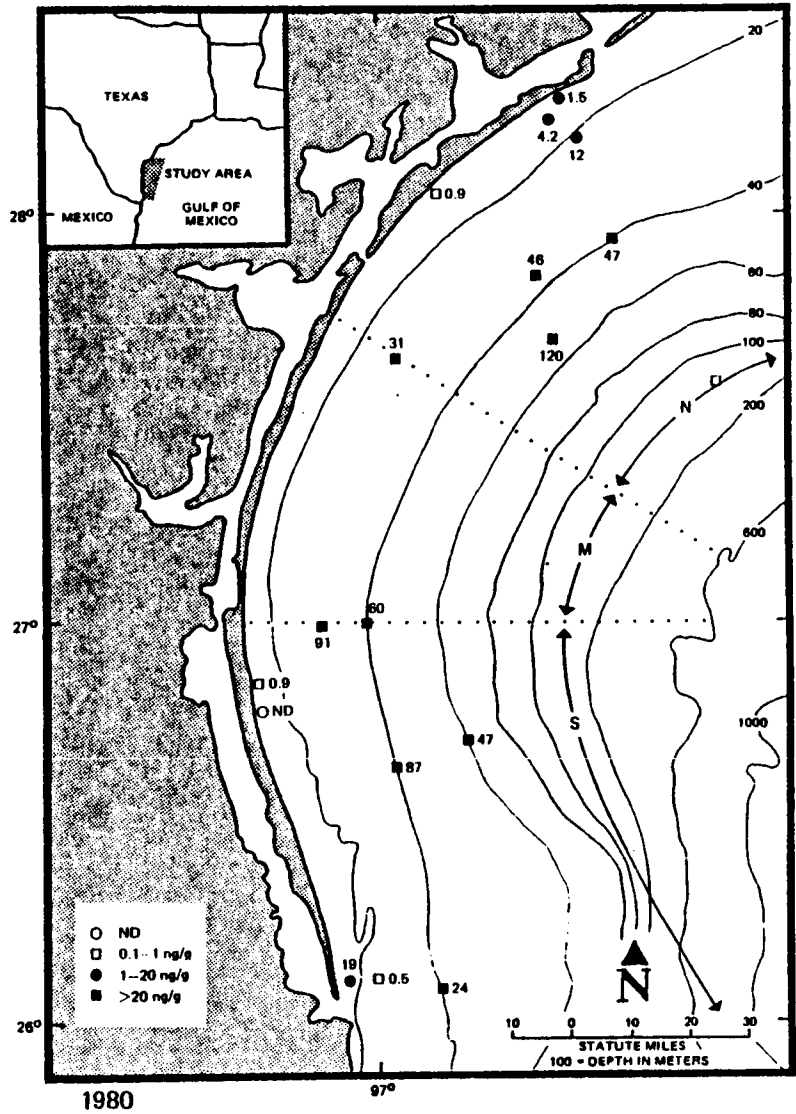 TEXAS
STUDY AREA
GULF OF
MEXICO
MEXICO
20
1.5
4.2
12
0.9
28°
40
46
47
60
120
80
31
100
N
200
M
600
27°
60
91
0.9
ND
S
47
1000
87
○ ND
□ 0.1-1 ng/g
● 1-20 ng/g
■ >20 ng/g
19
0.5
24
N
26°
10 0 10 20 30
STATUTE MILES
100 = DEPTH IN METERS
97°
1980